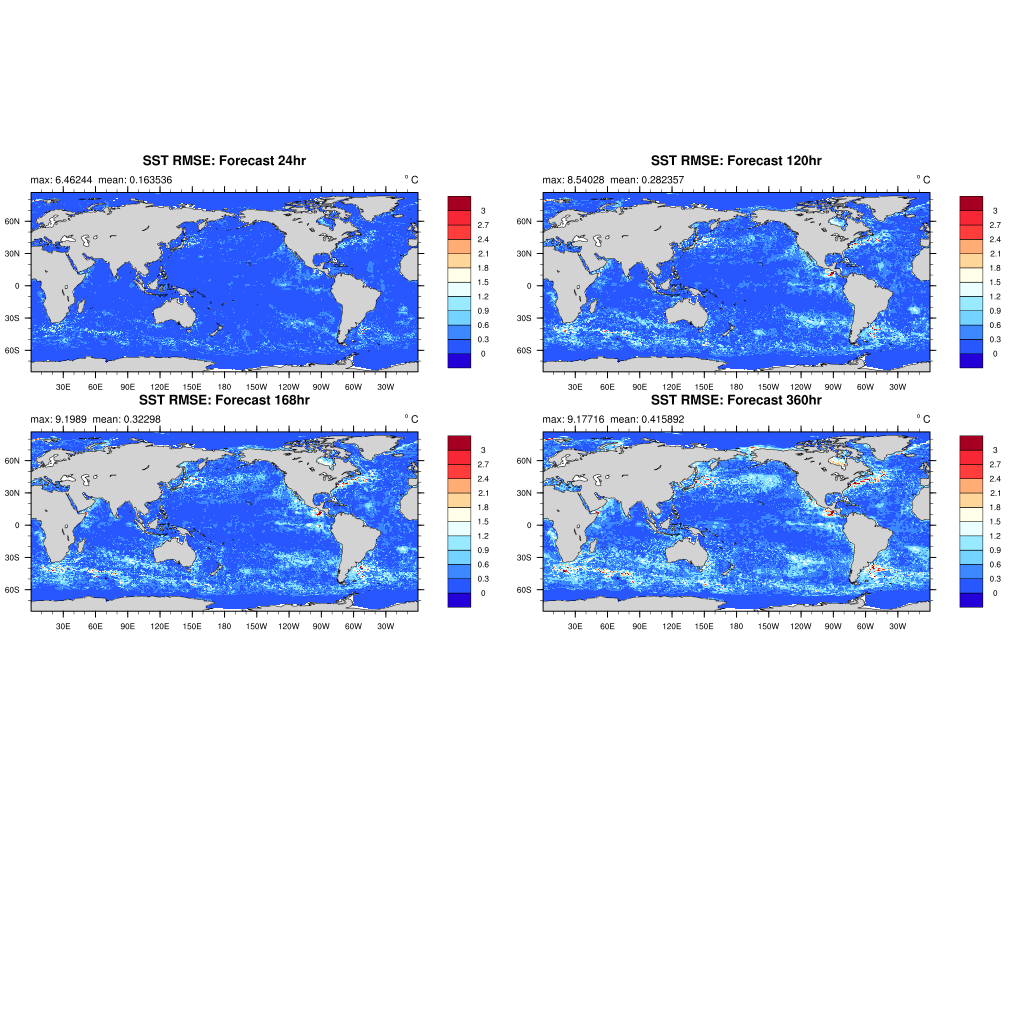 SST RMSE: Forecast 24hr
max: 6.46244 mean: 0.163536
° C
60N
30N
0
30S
60S
30E 60E 90E 120E 150E 180 150W 120W 90W 60W 30W
3
2.7
2.4
2.1
1.8
1.5
1.2
0.9
0.6
0.3
0
SST RMSE: Forecast 120hr
max: 8.54028 mean: 0.282357
° C
60N
30N
0
30S
60S
30E 60E 90E 120E 150E 180 150W 120W 90W 60W 30W
3
2.7
2.4
2.1
1.8
1.5
1.2
0.9
0.6
0.3
0
SST RMSE: Forecast 168hr
max: 9.1989 mean: 0.32298
° C
60N
30N
0
30S
60S
30E 60E 90E 120E 150E 180 150W 120W 90W 60W 30W
3
2.7
2.4
2.1
1.8
1.5
1.2
0.9
0.6
0.3
0
SST RMSE: Forecast 360hr
max: 9.17716 mean: 0.415892
° C
60N
30N
0
30S
60S
30E 60E 90E 120E 150E 180 150W 120W 90W 60W 30W
3
2.7
2.4
2.1
1.8
1.5
1.2
0.9
0.6
0.3
0